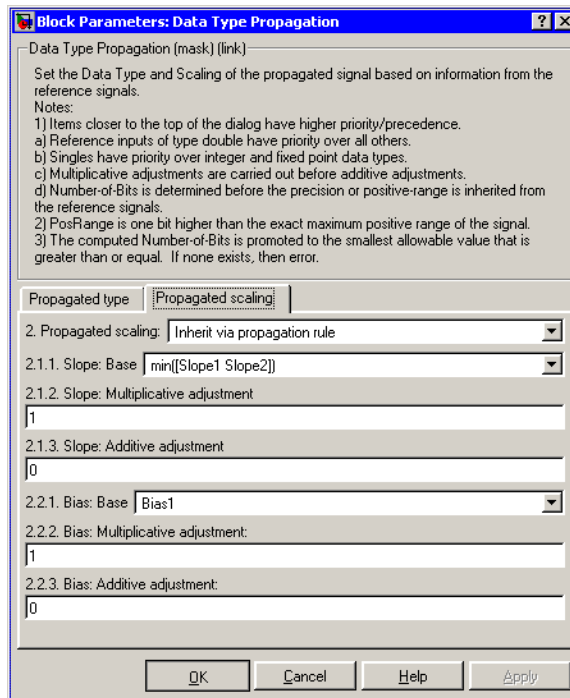 Block Parameters: Data Type Propagation
Data Type Propagation (mask) (link)
Set the Data Type and Scaling of the propagated signal based on information from the
reference signals.
Notes:
1) Items closer to the top of the dialog have higher priority/precedence.
a) Reference inputs of type double have priority over all others.
b) Singles have priority over integer and fixed point data types.
c) Multiplicative adjustments are carried out before additive adjustments.
d) Number-of-Bits is determined before the precision or positive-range is inherited from
the reference signals.
2) PosRange is one bit higher than the exact maximum positive range of the signal.
3) The computed Number-of-Bits is promoted to the smallest allowable value that is
greater than or equal. If none exists, then error.
Propagated type Propagated scaling
2. Propagated scaling: Inherit via propagation rule
2.1.1. Slope: Base min([Slope1 Slope2])
2.1.2. Slope: Multiplicative adjustment
1
2.1.3. Slope: Additive adjustment
0
2.2.1. Bias: Base Bias1
2.2.2. Bias: Multiplicative adjustment:
1
2.2.3. Bias: Additive adjustment:
0
OK Cancel Help Apply